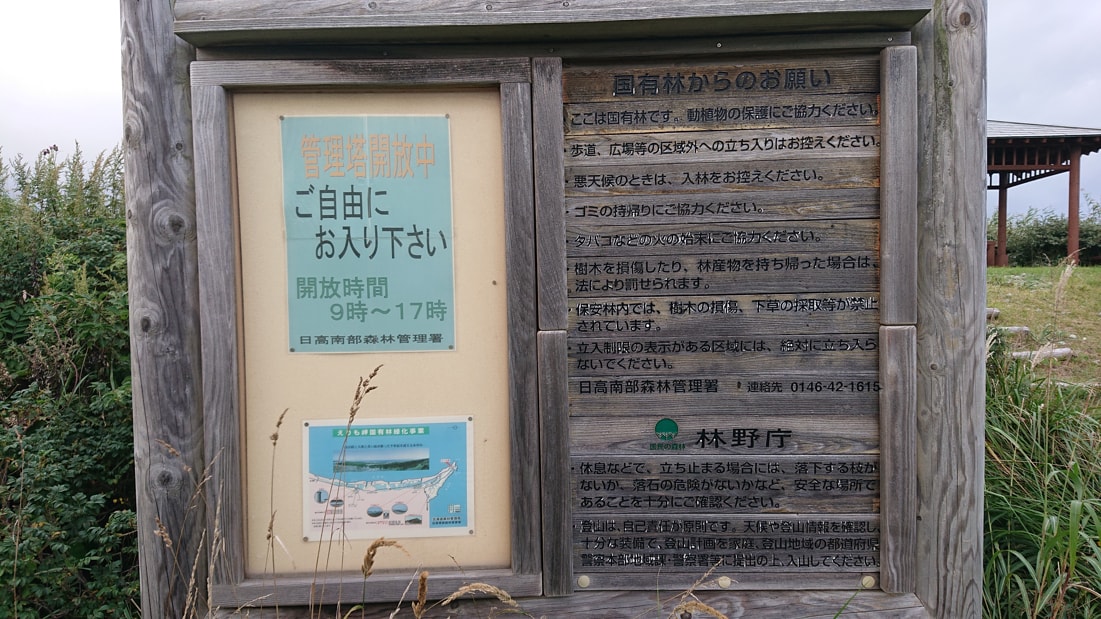 管理塔開放中
ご自由に
お入り下さい
開放時間
9時～17時
日高南部森林管理署
えりも岬国有林緑化事業
国有林からのお願い
ここは国有林です。動植物の保護にご協力ください。
・歩道、広場等の区域外への立ち入りはお控えください。
・悪天候のときは、入林をお控えください。
・ゴミの持帰りにご協力ください。
・タバコなどの火の始末にご協力ください。
・樹木を損傷したり、林産物を持ち帰った場合は、
法により罰せられます。
・保安林内では、樹木の損傷、下草の採取等が禁止
されています。
・立入制限の表示がある区域には、絶対に立ち入ら
ないでください。
日高南部森林管理署 連絡先 0146-42-1615
国民の森林
林野庁
・休息などで、立ち止まる場合には、落下する枝が
ないか、落石の危険がないかなど、安全な場所で
あることを十分にご確認ください。
・登山は、自己責任が原則です。天候や登山情報を確認し、
十分な装備で、登山計画を家庭、登山地域の都道府県
警察本部地域課・警察署等に提出の上、入山してください。